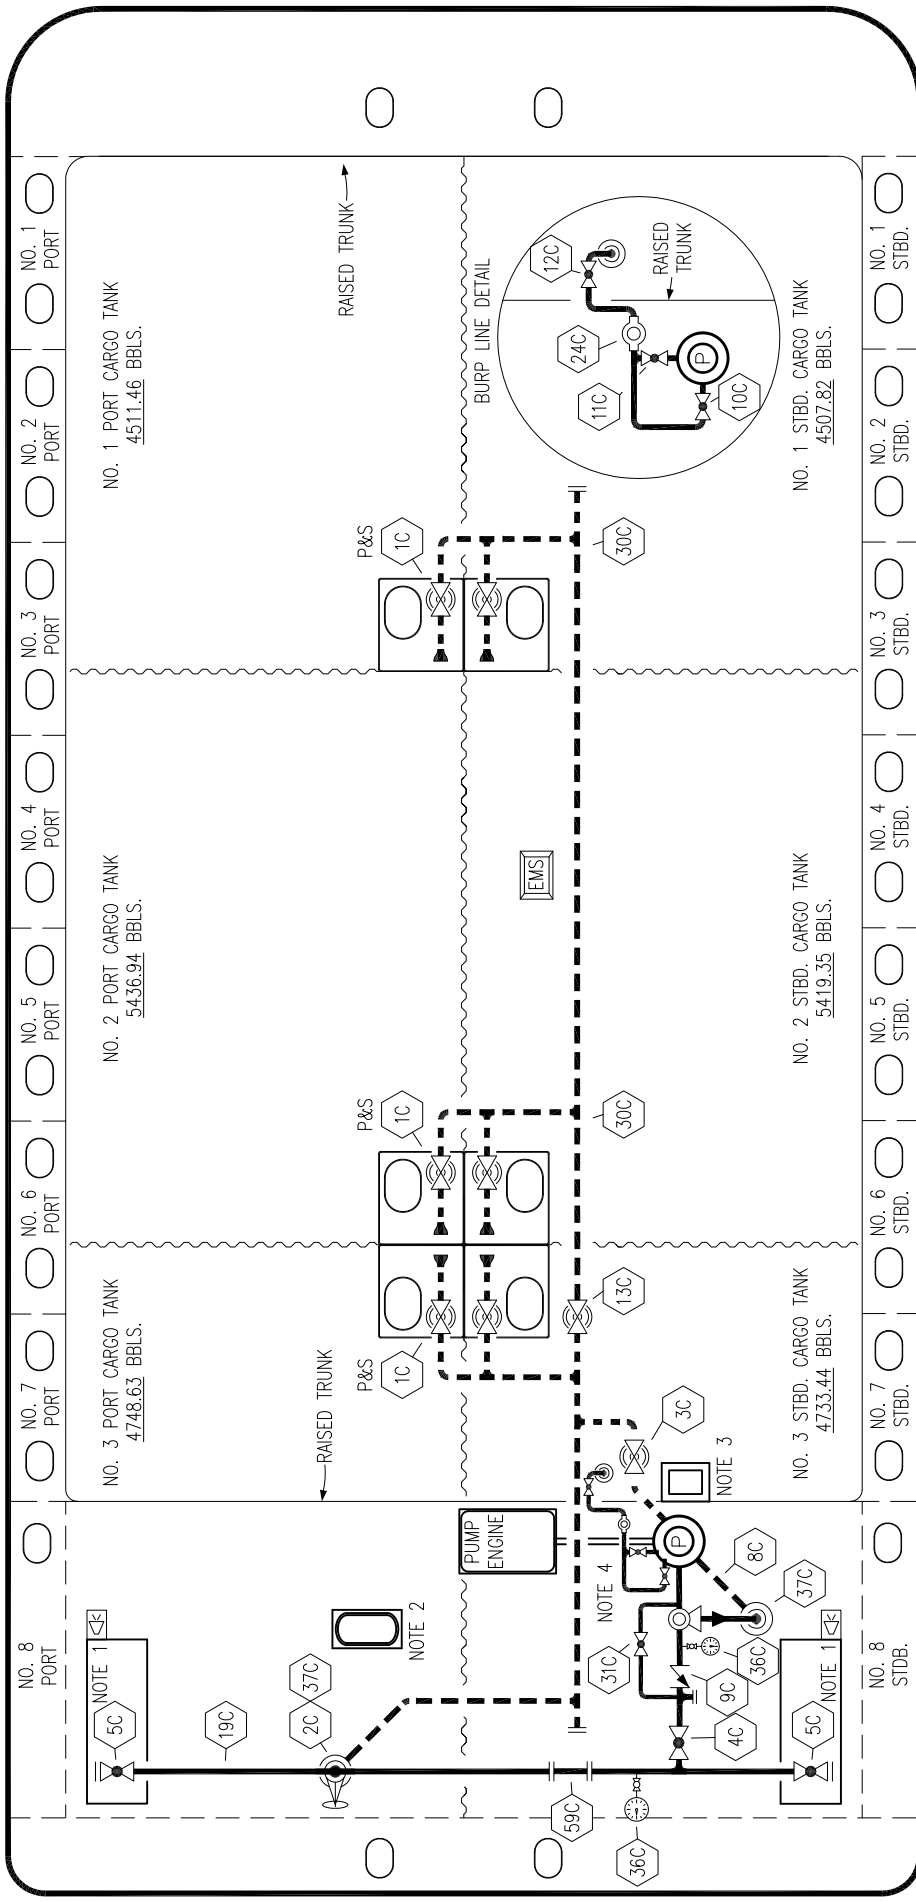 NO. 1
PORT
NO. 2
PORT
NO. 3
PORT
NO. 4
PORT
NO. 5
PORT
NO. 6
PORT
NO. 7
PORT
NO. 8
PORT
NO. 1 PORT CARGO TANK
4511.46 BBLS.
NO. 2 PORT CARGO TANK
5436.94 BBLS.
NO. 3 PORT CARGO TANK
4748.63 BBLS.
RAISED TRUNK
RAISED TRUNK
NOTE 1
5C
19C
2C
37C
NOTE 2
P&S
1C
P&S
1C
P&S
1C
PUMP
ENGINE
EMS
BURP LINE DETAIL
12C
24C
11C
10C
P
RAISED
TRUNK
30C
30C
13C
3C
NOTE 3
NOTE 4
P
8C
37C
31C
36C
9C
4C
59C
36C
5C
NOTE 1
NO. 1 STBD. CARGO TANK
4507.82 BBLS.
NO. 2 STBD. CARGO TANK
5419.35 BBLS.
NO. 3 STBD. CARGO TANK
4733.44 BBLS.
NO. 1
STBD.
NO. 2
STBD.
NO. 3
STBD.
NO. 4
STBD.
NO. 5
STBD.
NO. 6
STBD.
NO. 7
STBD.
NO. 8
STDB.